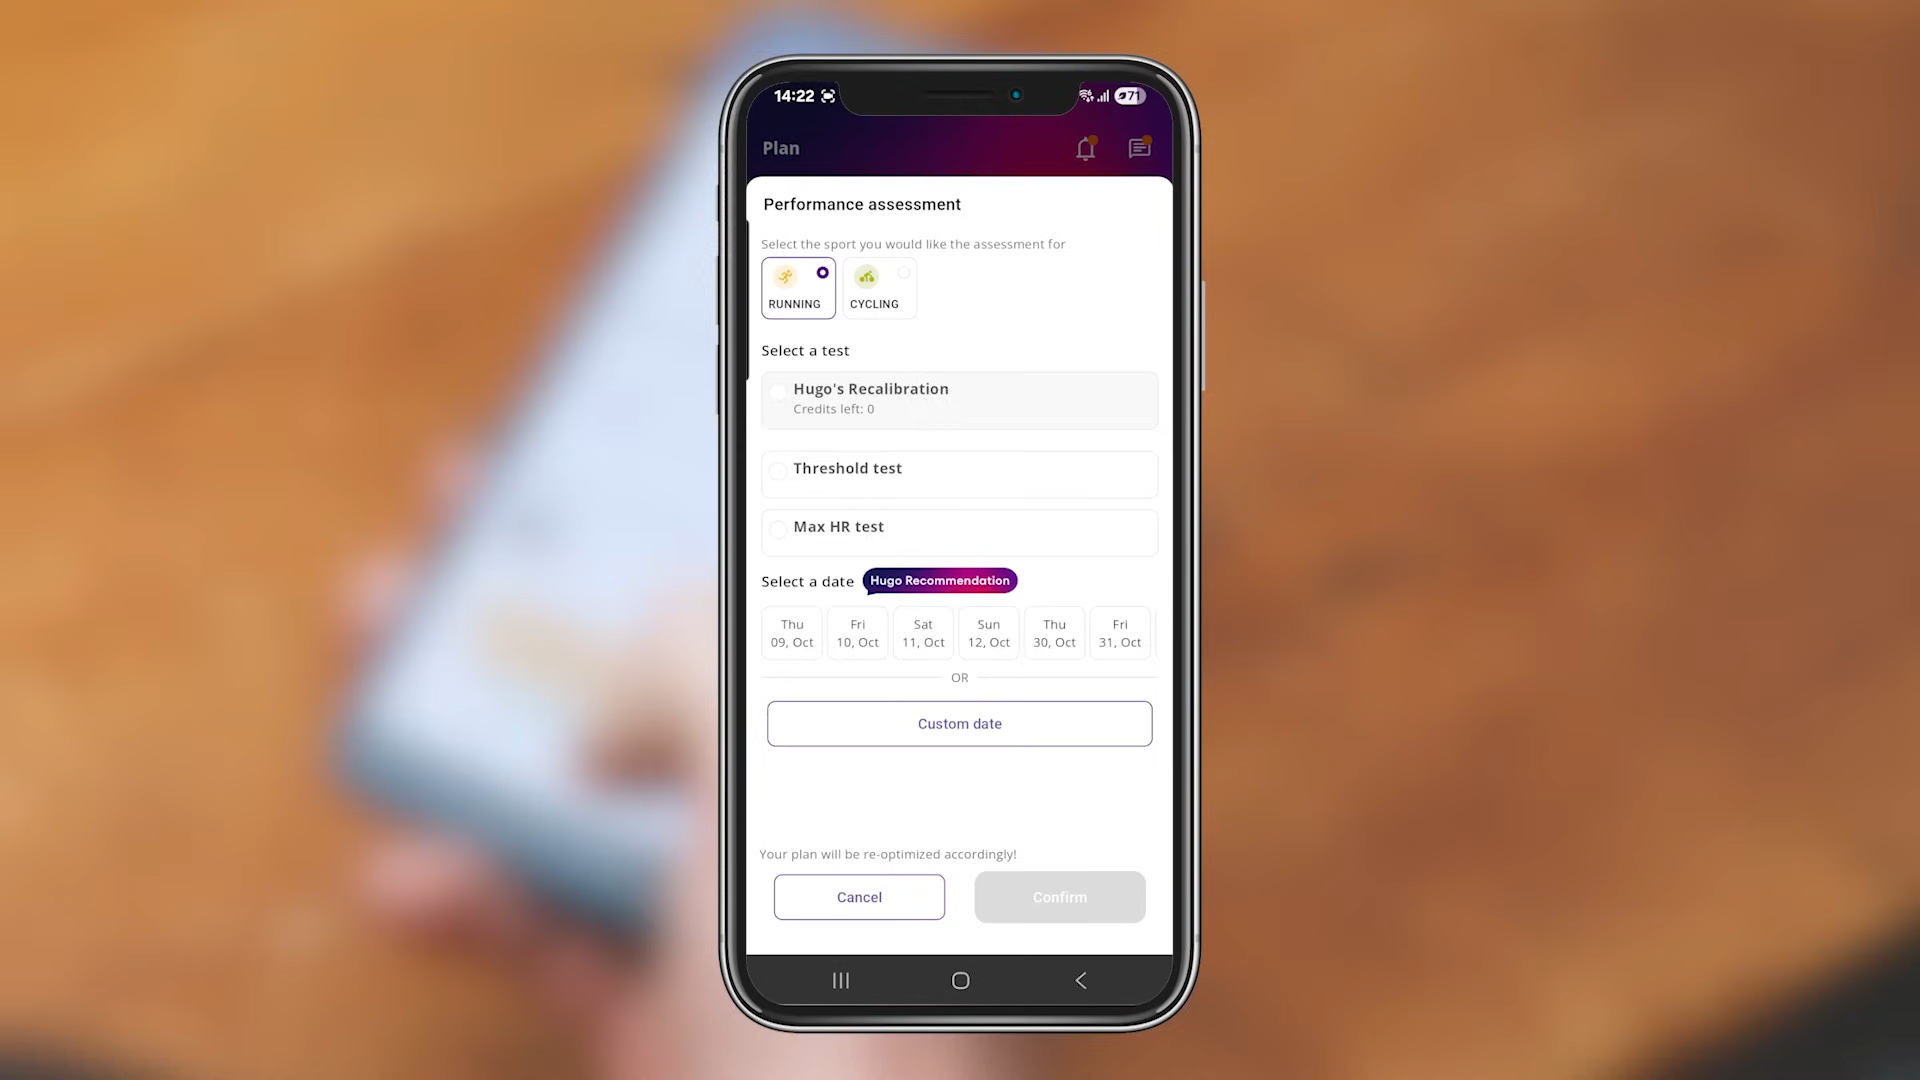 14:22
71
Plan
Performance assessment
Select the sport you would like the assessment for
RUNNING
CYCLING
Select a test
Hugo's Recalibration
Credits left: 0
Threshold test
Max HR test
Select a date
Hugo Recommendation
Thu
09, Oct
Fri
10, Oct
Sat
11, Oct
Sun
12, Oct
Thu
30, Oct
Fri
31, Oct
OR
Custom date
Your plan will be re-optimized accordingly!
Cancel
Confirm